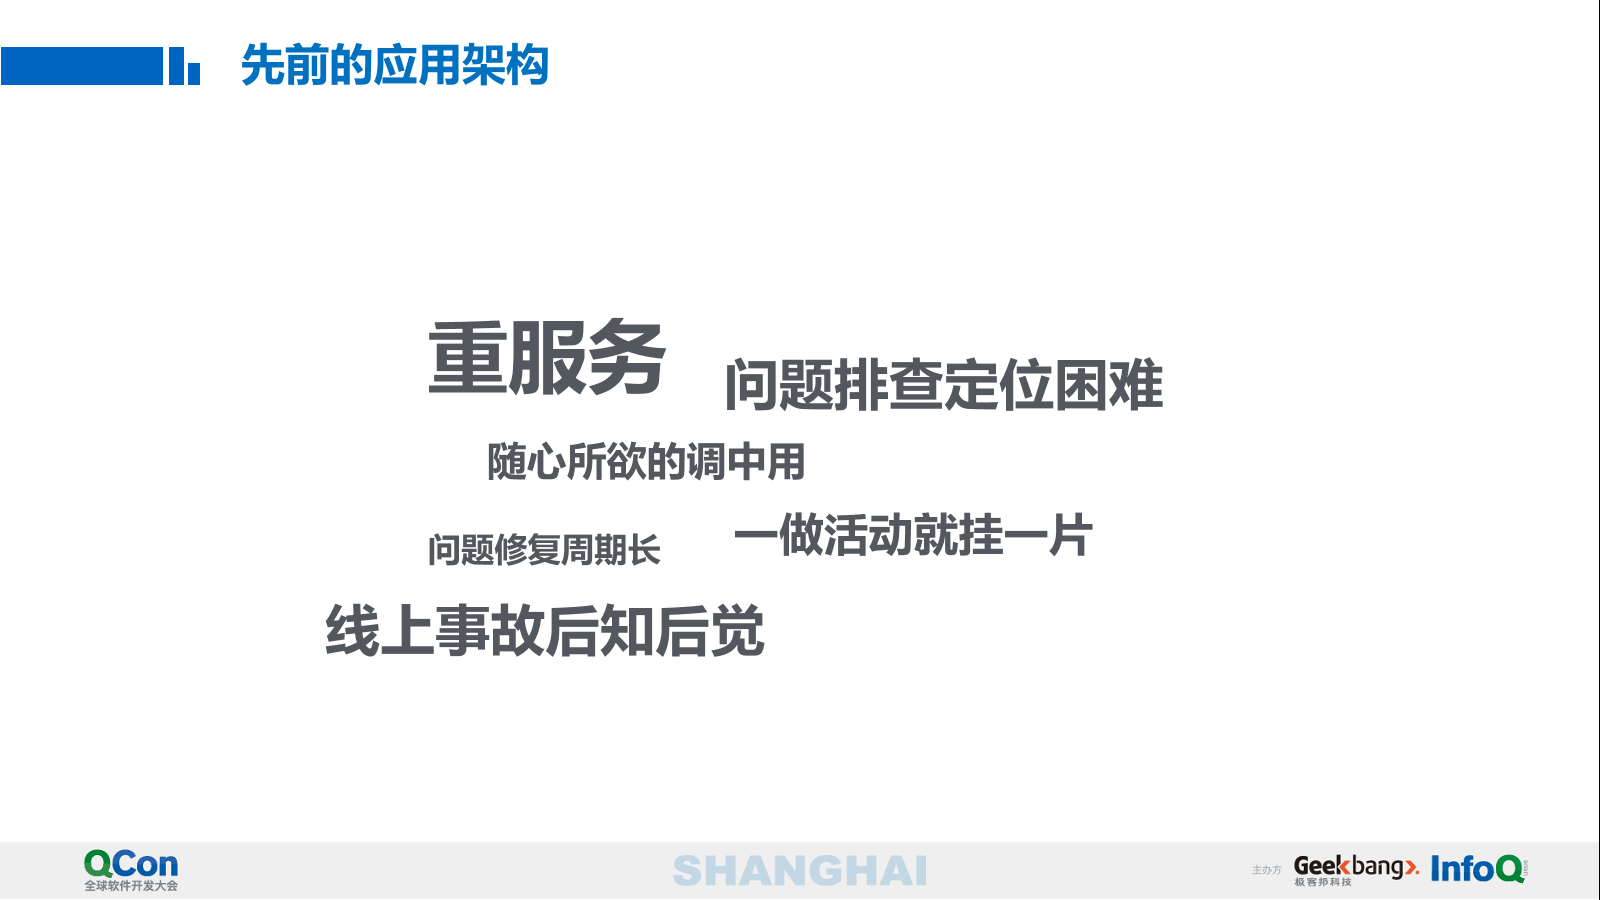 先前的应用架构
重服务
问题排查定位困难
随心所欲的调中用
一做活动就挂一片
问题修复周期长
线上事故后知后觉
QCon
全球软件开发大会
SHANGHAI
主办方
Geekbang>.
极客邦科技
InfoQ